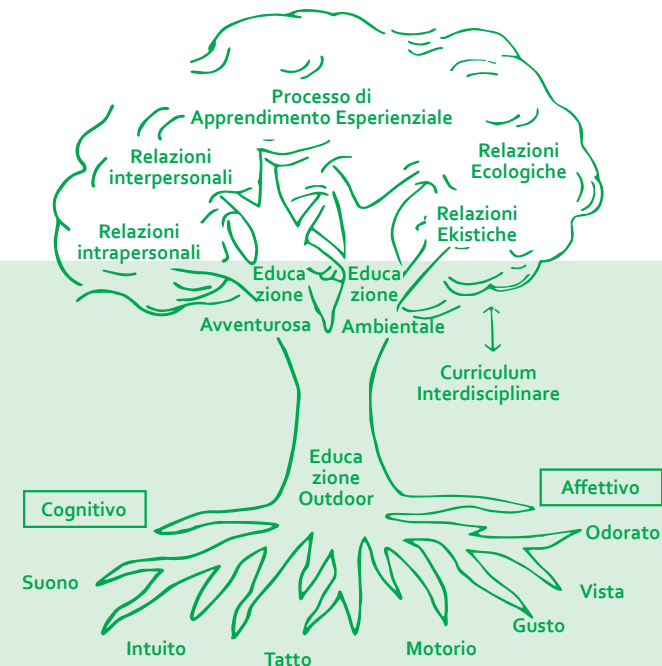 Processo di
Apprendimento Esperienziale
Relazioni
interpersonali
Relazioni
Ecologiche
Relazioni
intrapersonali
Relazioni
Ekistiche
Educa
zione
Avventurosa
Educa
zione
Ambientale
Curriculum
Interdisciplinare
Educa
zione
Outdoor
Cognitivo
Affettivo
Odorato
Suono
Vista
Gusto
Intuito
Tatto
Motorio